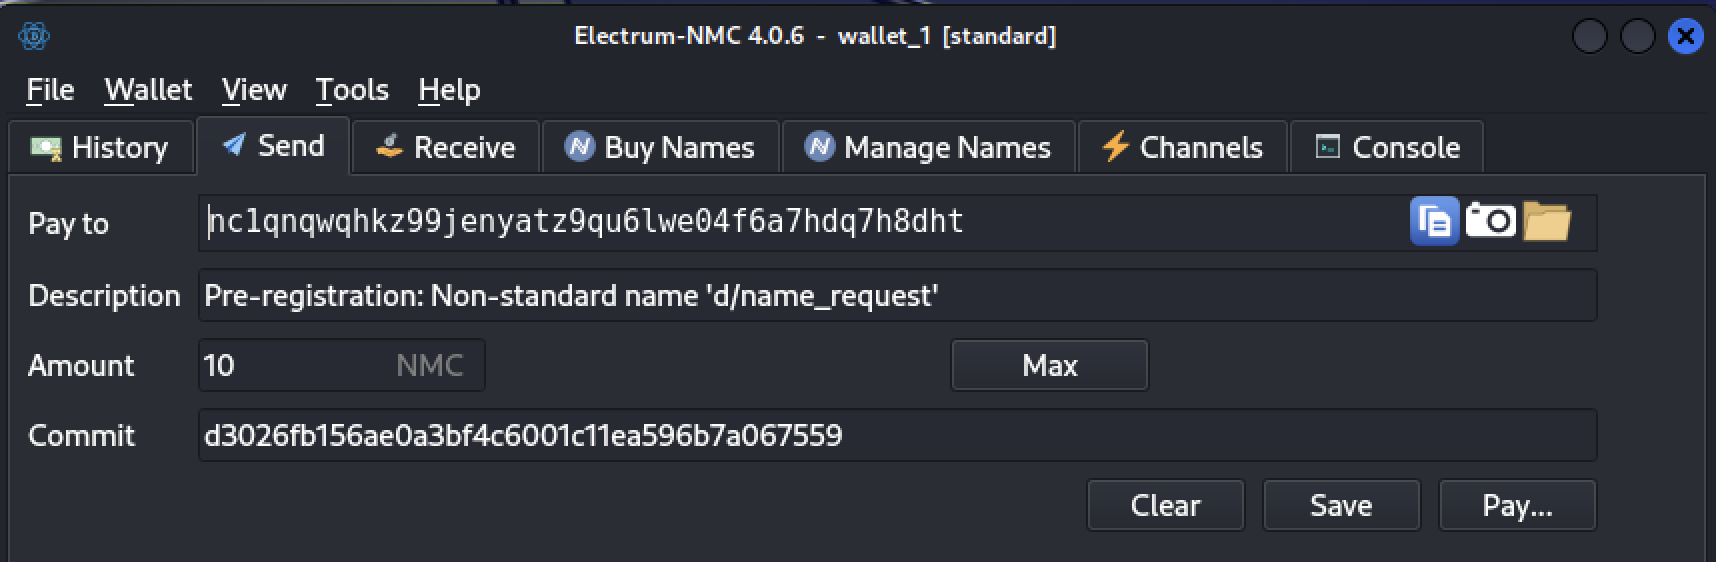 Electrum-NMC 4.0.6 - wallet_1 [standard]
File Wallet View Tools Help
History Send Receive Buy Names Manage Names Channels Console
Pay to nc1qnqwqhkz99jenyatz9qu6lwe04f6a7hdq7h8dht
Description Pre-registration: Non-standard name 'd/name_request'
Amount 10 NMC Max
Commit d3026fb156ae0a3bf4c6001c11ea596b7a067559
Clear Save Pay...